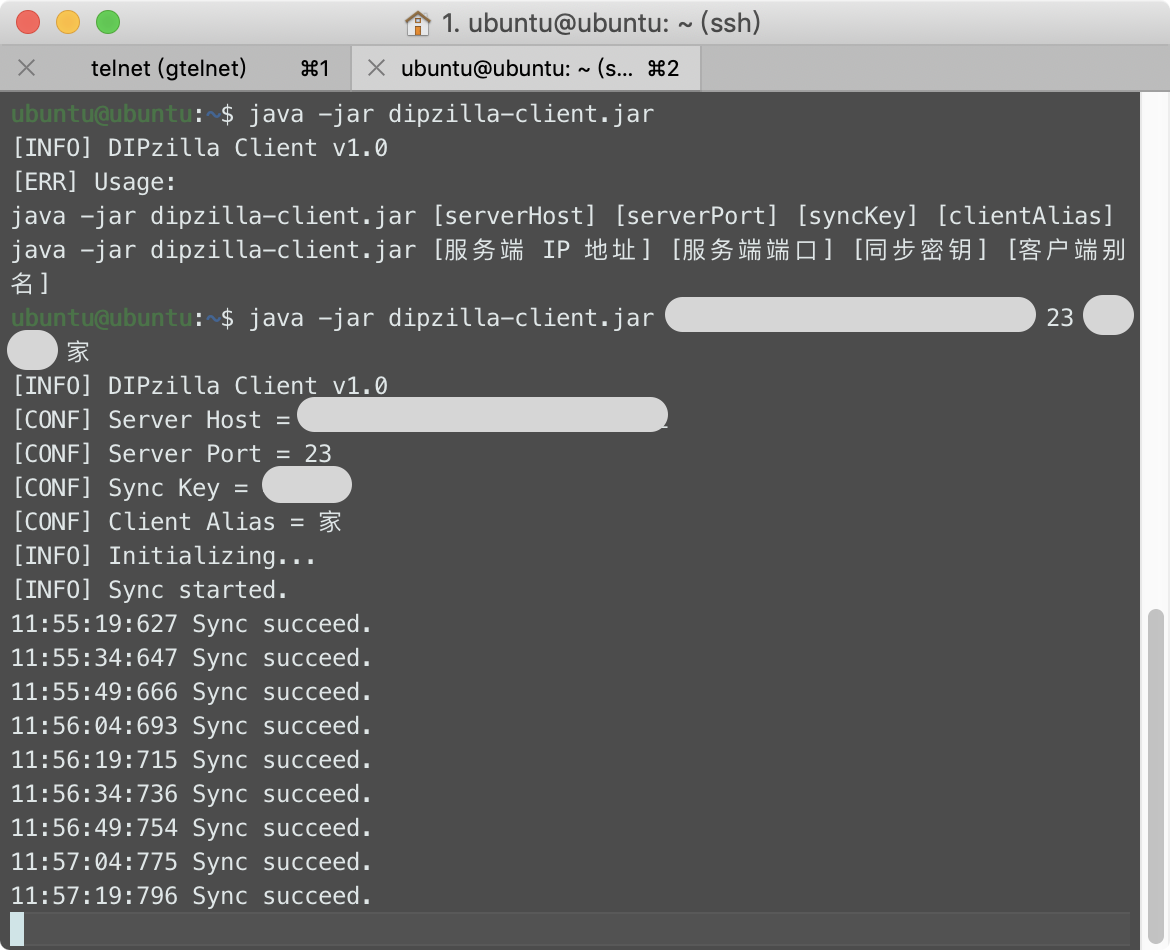 1. ubuntu@ubuntu: ~ (ssh)
telnet (gtelnet) ⌘1 ubuntu@ubuntu: ~ (s... ⌘2
ubuntu@ubuntu:~$ java -jar dipzilla-client.jar
[INFO] DIPzilla Client v1.0
[ERR] Usage:
java -jar dipzilla-client.jar [serverHost] [serverPort] [syncKey] [clientAlias]
java -jar dipzilla-client.jar [服务端 IP 地址] [服务端端口] [同步密钥] [客户端别
名]
ubuntu@ubuntu:~$ java -jar dipzilla-client.jar 23
家
[INFO] DIPzilla Client v1.0
[CONF] Server Host =
[CONF] Server Port = 23
[CONF] Sync Key =
[CONF] Client Alias = 家
[INFO] Initializing...
[INFO] Sync started.
11:55:19:627 Sync succeed.
11:55:34:647 Sync succeed.
11:55:49:666 Sync succeed.
11:56:04:693 Sync succeed.
11:56:19:715 Sync succeed.
11:56:34:736 Sync succeed.
11:56:49:754 Sync succeed.
11:57:04:775 Sync succeed.
11:57:19:796 Sync succeed.